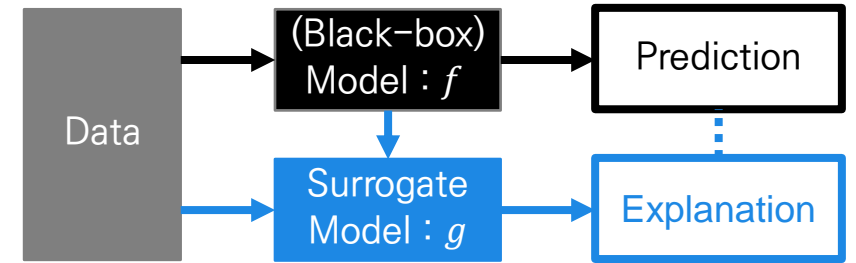 Data
(Black-box)
Model : f
Prediction
Surrogate
Model : g
Explanation